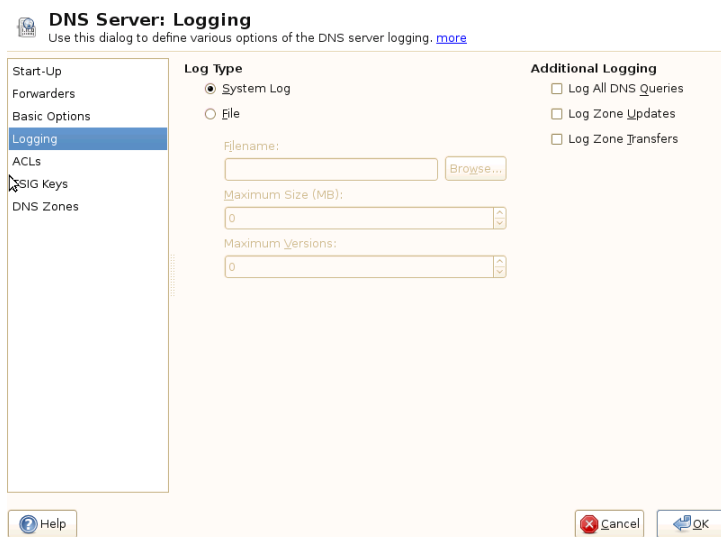 DNS Server: Logging
Use this dialog to define various options of the DNS server logging. more
Start-Up
Forwarders
Basic Options
Logging
ACLs
TSIG Keys
DNS Zones
Log Type
System Log
File
Filename:
Browse...
Maximum Size (MB):
0
Maximum Versions:
0
Additional Logging
Log All DNS Queries
Log Zone Updates
Log Zone Transfers
Help
Cancel
OK